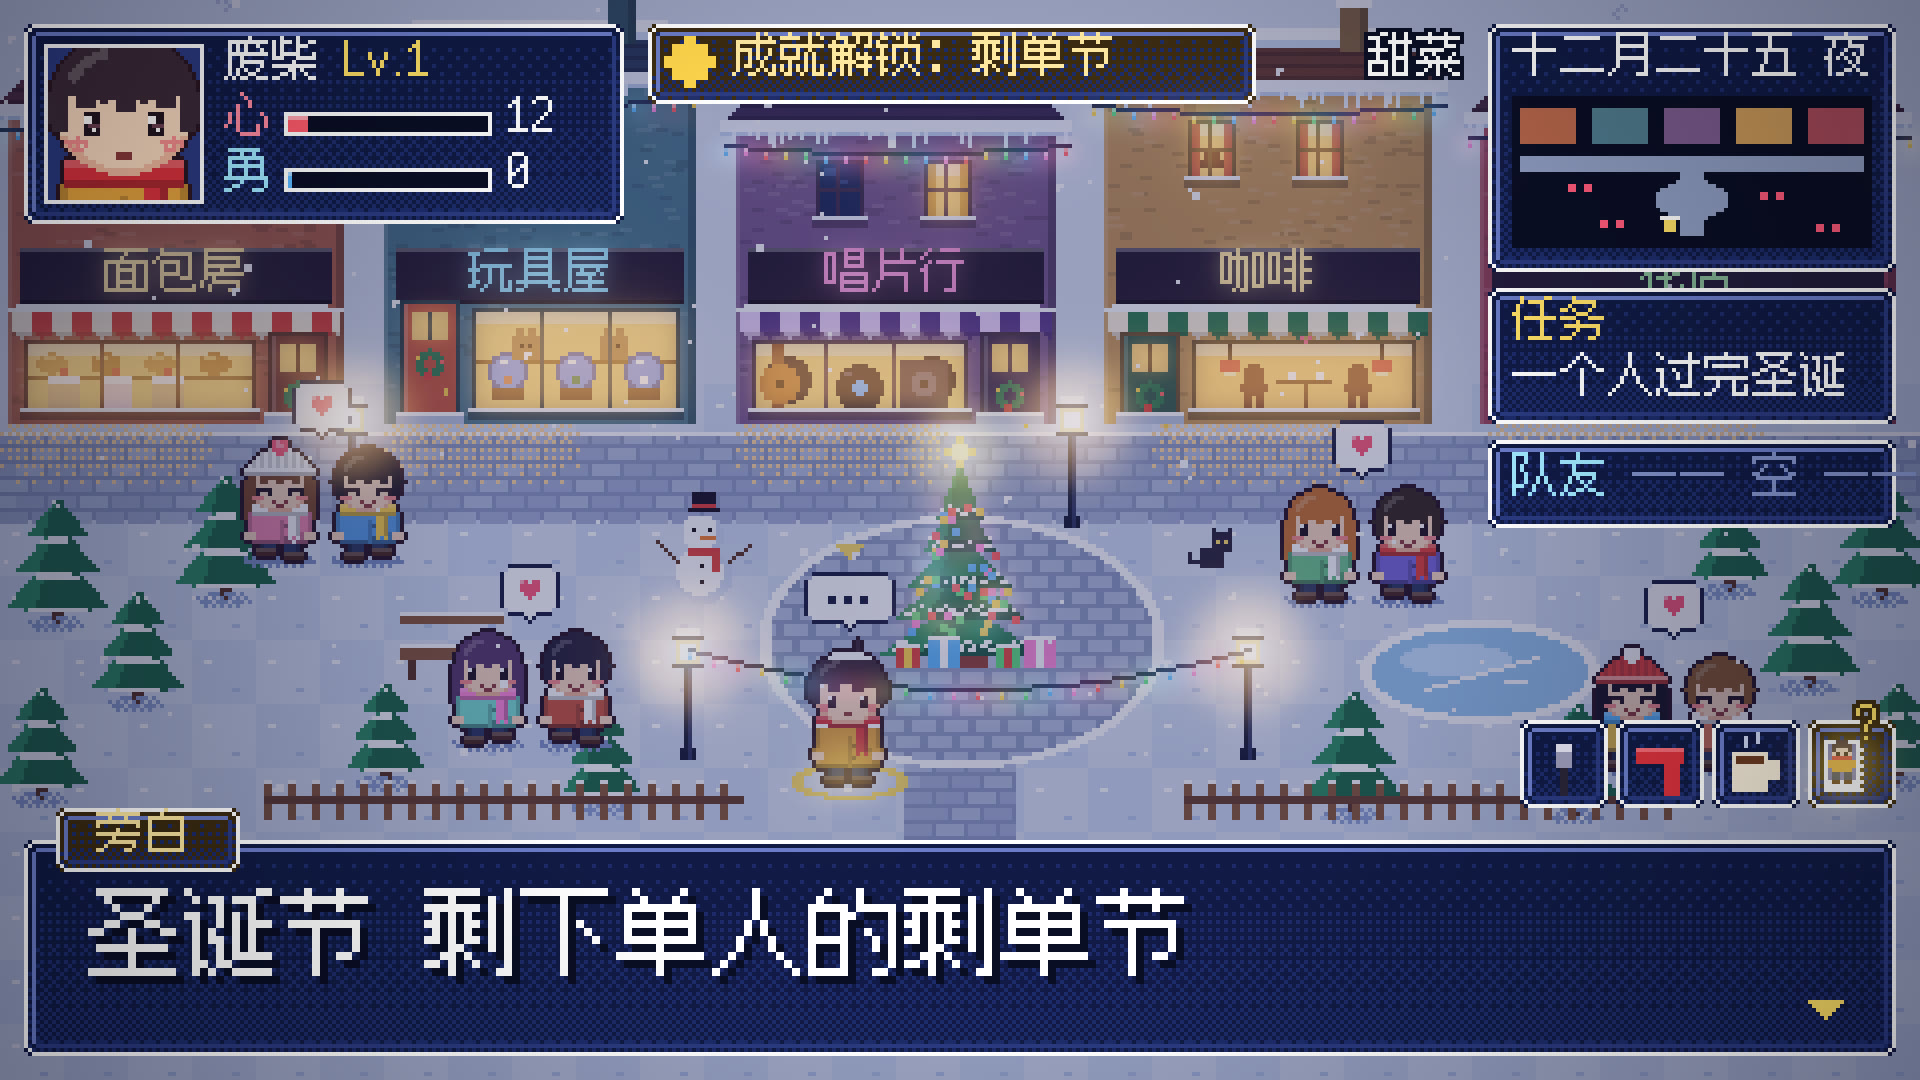 废柴 Lv.1
心 12
勇 0
成就解锁：剩单节
甜菜
十二月二十五 夜
面包房
玩具屋
唱片行
咖啡
任务
一个人过完圣诞
队友 —— 空 ——
...
?
旁白
圣诞节 剩下单人的剩单节